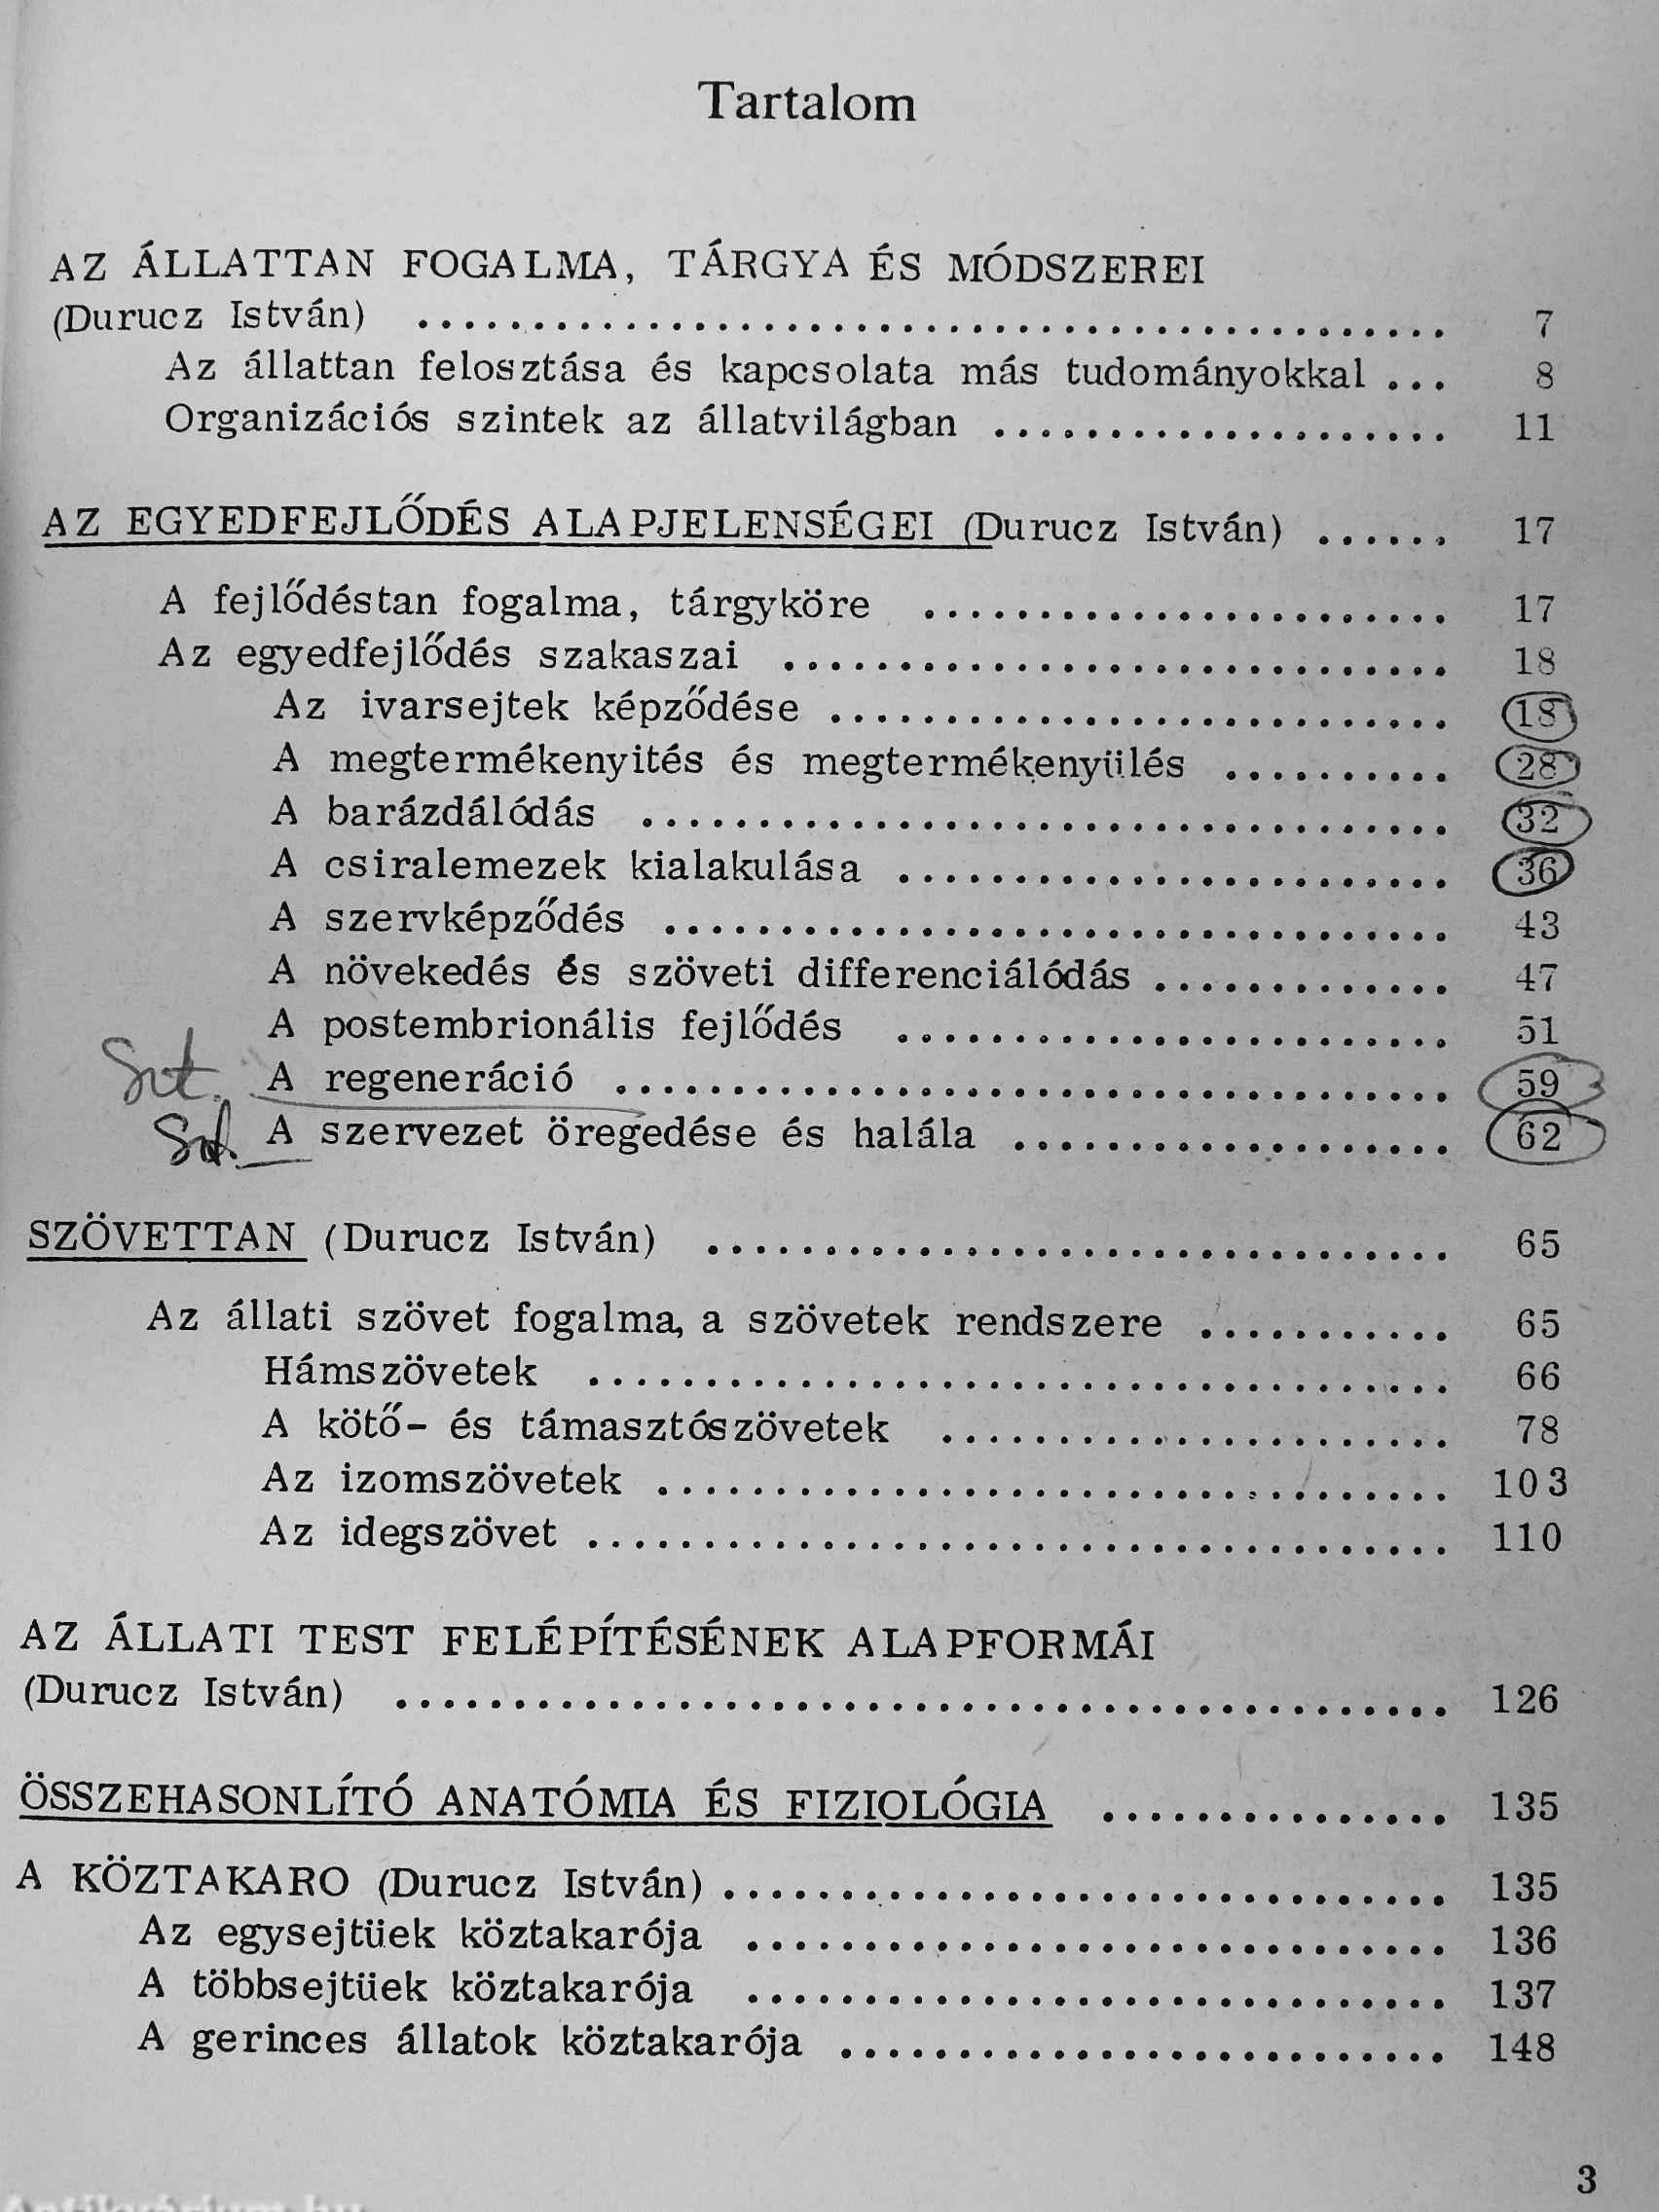 Tartalom
AZ ÁLLATTAN FOGALMA, TÁRGYA ÉS MÓDSZEREI
(Durucz István) ............................................ 7
Az állattan felosztása és kapcsolata más tudományokkal ... 8
Organizációs szintek az állatvilágban .................... 11
AZ EGYEDFEJLŐDÉS ALAPJELENSÉGEI (Durucz István) ...... 17
A fejlődéstan fogalma, tárgyköre ....................... 17
Az egyedfejlődés szakaszai ............................. 18
Az ivarsejtek képződése ........................... 18
A megtermékenyités és megtermékenyülés .......... 28
A barázdálódás ................................... 32
A csiralemezek kialakulása ........................ 36
A szervképződés .................................. 43
A növekedés és szöveti differenciálódás ............. 47
A postembrionális fejlődés ........................ 51
A regeneráció .................................... 59
A szervezet öregedése és halála ................... 62
SZÖVETTAN (Durucz István) ................................ 65
Az állati szövet fogalma, a szövetek rendszere ........... 65
Hámszövetek ..................................... 66
A kötő- és támasztószövetek ...................... 78
Az izomszövetek .................................. 103
Az idegszövet ..................................... 110
AZ ÁLLATI TEST FELÉPÍTÉSÉNEK ALAPFORMÁI
(Durucz István) ............................................. 126
ÖSSZEHASONLÍTÓ ANATÓMIA ÉS FIZIOLÓGIA ............... 135
A KÖZTAKARO (Durucz István) ............................... 135
Az egysejtüek köztakarója .............................. 136
A többsejtüek köztakarója .............................. 137
A gerinces állatok köztakarója .......................... 148
3